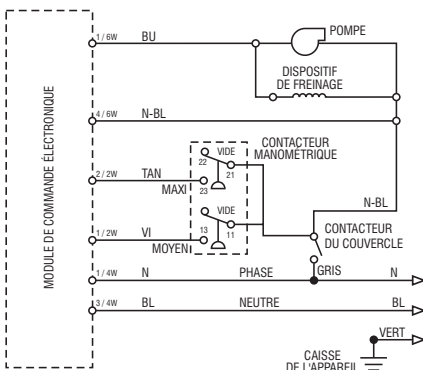 MODULE DE COMMANDE ÉLECTRONIQUE
1 / 6W
BU
POMPE
DISPOSITIF
DE FREINAGE
4 / 6W
N-BL
VIDE
22
21
CONTACTEUR
MANOMÉTRIQUE
2 / 2W
TAN
MAXI
23
N-BL
VIDE
1 / 2W
VI
MOYEN
13
11
CONTACTEUR
DU COUVERCLE
GRIS
1 / 4W
N
PHASE
N
3 / 4W
BL
NEUTRE
BL
VERT
CAISSE
DE L'APPAREIL